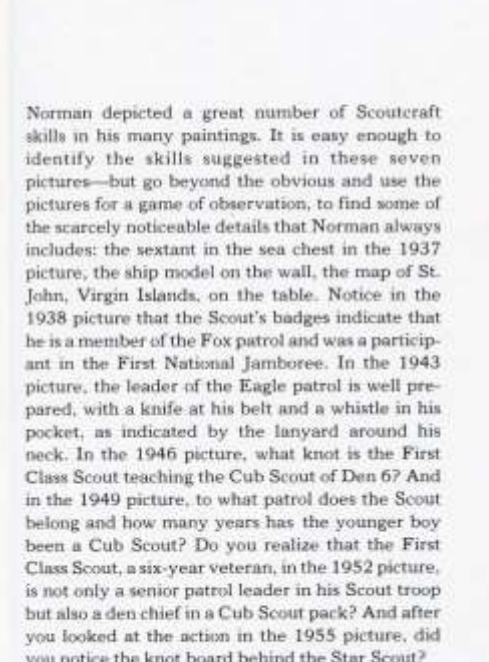 Norman depicted a great number of Scoutcraft
skills in his many paintings. It is easy enough to
identify the skills suggested in these seven
pictures—but go beyond the obvious and use the
pictures for a game of observation, to find some of
the scarcely noticeable details that Norman always
includes: the sextant in the sea chest in the 1937
picture, the ship model on the wall, the map of St.
John, Virgin Islands, on the table. Notice in the
1938 picture that the Scout's badges indicate that
he is a member of the Fox patrol and was a particip-
ant in the First National Jamboree. In the 1943
picture, the leader of the Eagle patrol is well pre-
pared, with a knife at his belt and a whistle in his
pocket, as indicated by the lanyard around his
neck. In the 1946 picture, what knot is the First
Class Scout teaching the Cub Scout of Den 6? And
in the 1949 picture, to what patrol does the Scout
belong and how many years has the younger boy
been a Cub Scout? Do you realize that the First
Class Scout, a six-year veteran, in the 1952 picture,
is not only a senior patrol leader in his Scout troop
but also a den chief in a Cub Scout pack? And after
you looked at the action in the 1955 picture, did
you notice the knot board behind the Star Scout?